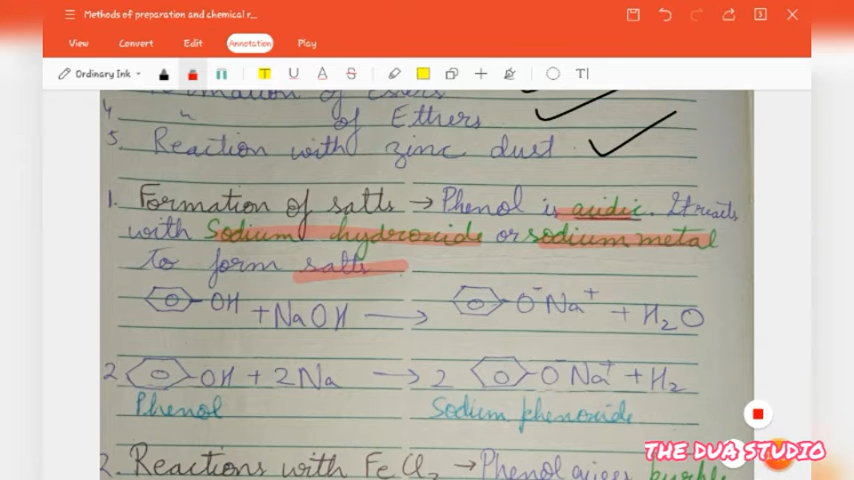 Methods of preparation and chemical r...
View Convert Edit Annotation Play
Ordinary Ink
4 " of Ethers
5. Reaction with zinc dust
1. Formation of salts → Phenol is acidic. It reacts
with Sodium hydroxide or sodium metal
to form salts
OH + NaOH → O⁻Na⁺ + H₂O
2 OH + 2Na → 2 O⁻Na⁺ + H₂
Phenol Sodium phenoxide
THE DUA STUDIO
2. Reactions with FeCl₃ → Phenol gives purple